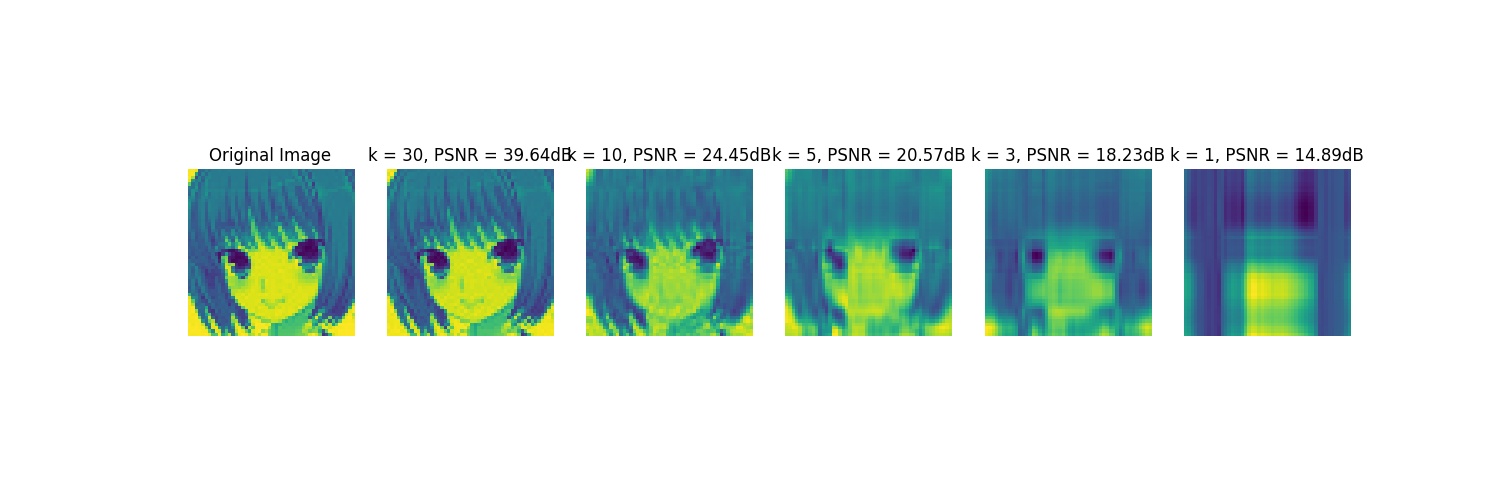 Original Image
k = 30, PSNR = 39.64dB
k = 10, PSNR = 24.45dB
k = 5, PSNR = 20.57dB
k = 3, PSNR = 18.23dB
k = 1, PSNR = 14.89dB